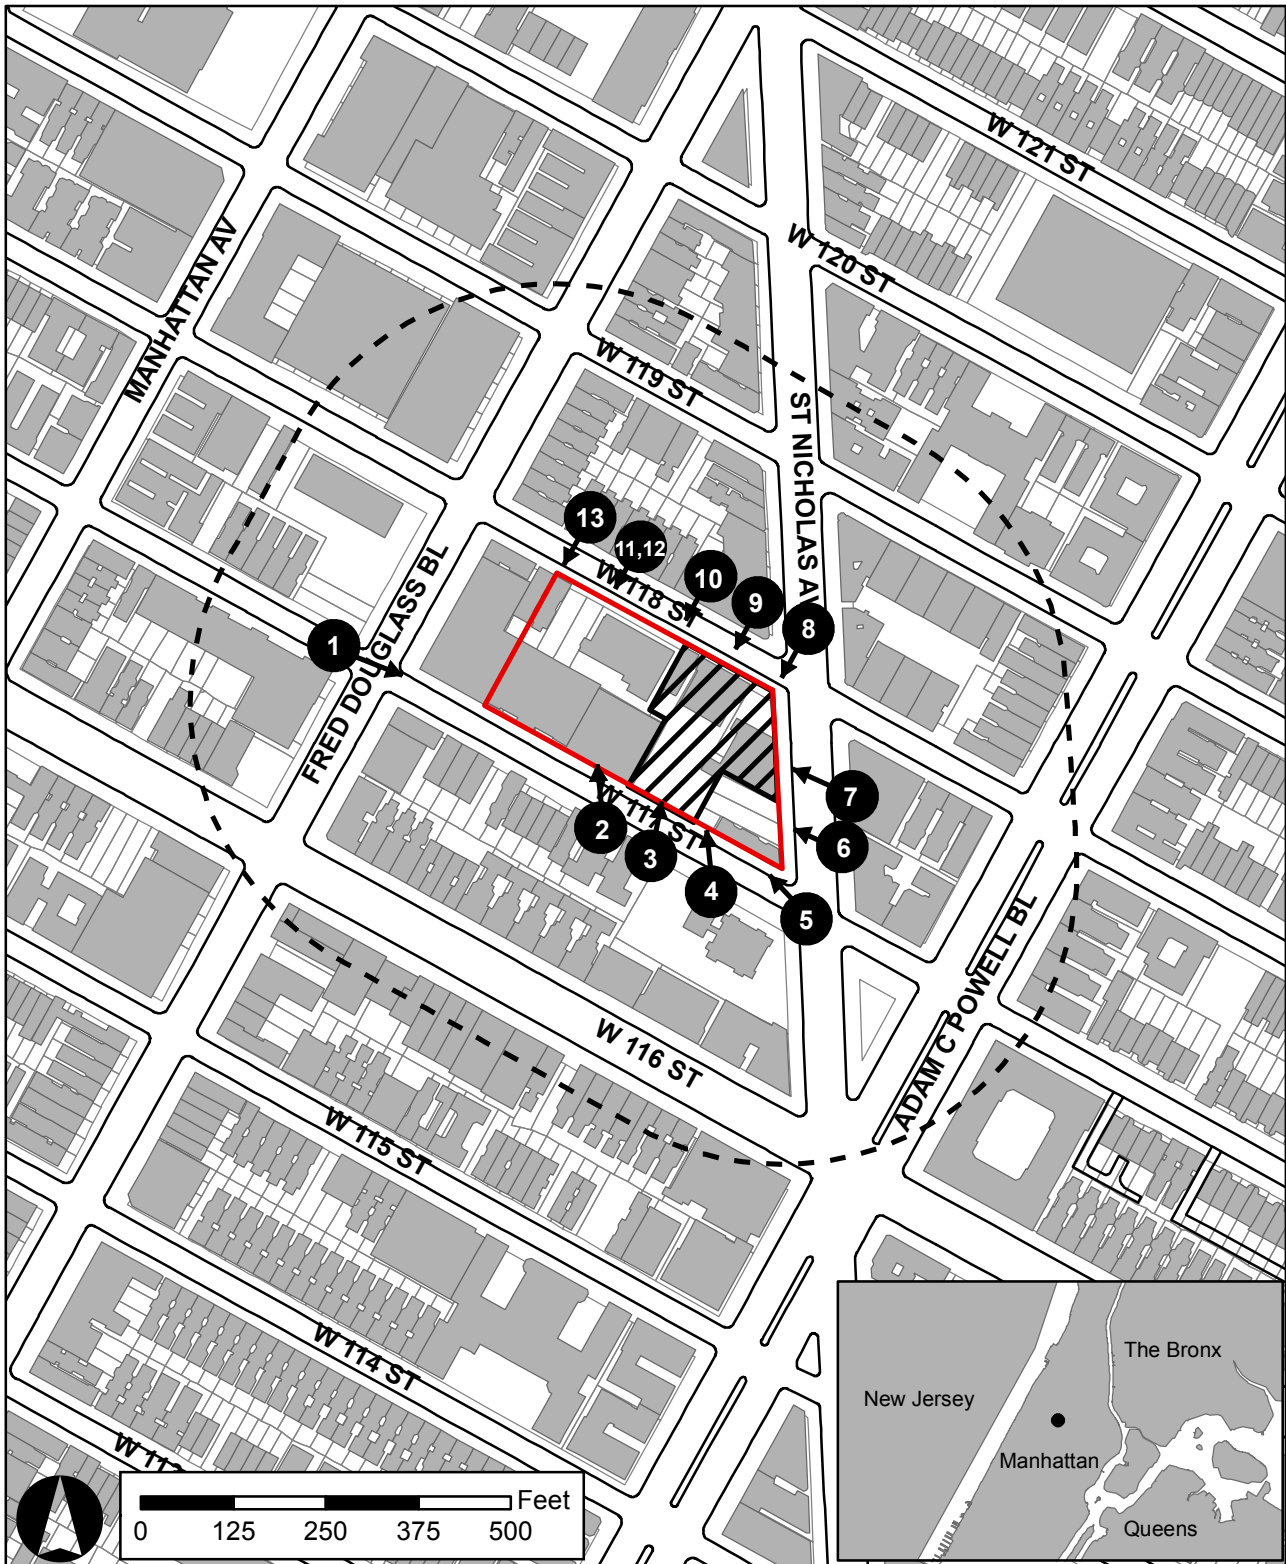 W 121 ST
W 120 ST
MANHATTAN AV
W 119 ST
ST NICHOLAS AV
13
11,12
W 118 ST
10
9
8
FRED DOUGLASS BL
1
7
2
W 117 ST
3
6
4
5
ADAM C POWELL BL
W 116 ST
W 115 ST
W 114 ST
The Bronx
New Jersey
Manhattan
Queens
Feet
0 125 250 375 500